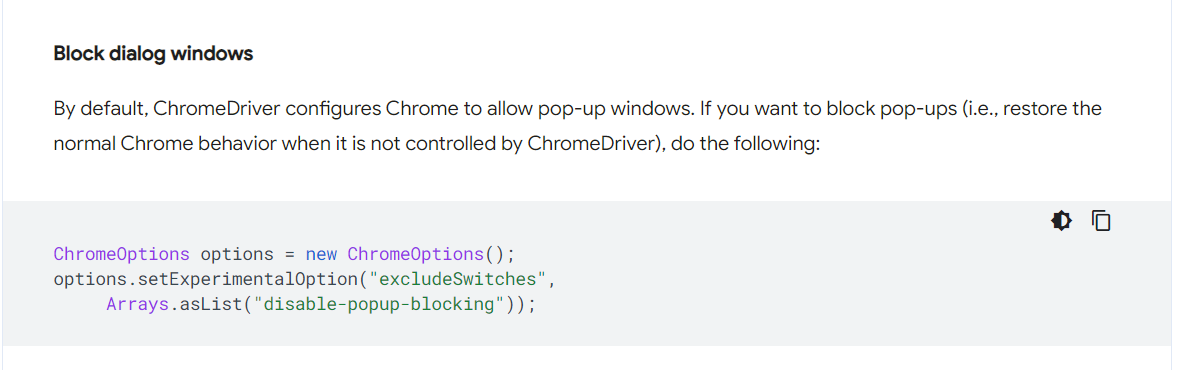 Block dialog windows
By default, ChromeDriver configures Chrome to allow pop-up windows. If you want to block pop-ups (i.e., restore the
normal Chrome behavior when it is not controlled by ChromeDriver), do the following:
ChromeOptions options = new ChromeOptions();
options.setExperimentalOption("excludeSwitches",
     Arrays.asList("disable-popup-blocking"));